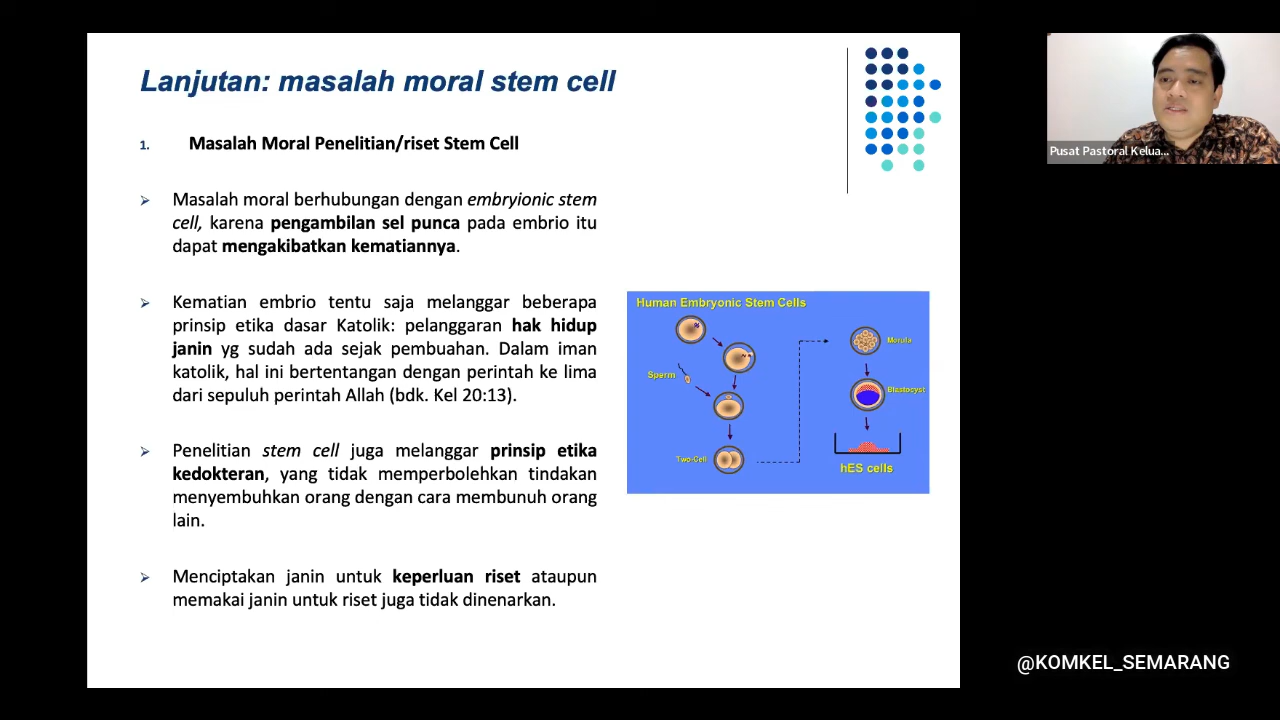 Lanjutan: masalah moral stem cell
1. Masalah Moral Penelitian/riset Stem Cell
Masalah moral berhubungan dengan embryionic stem
cell, karena pengambilan sel punca pada embrio itu
dapat mengakibatkan kematiannya.
Kematian embrio tentu saja melanggar beberapa
prinsip etika dasar Katolik: pelanggaran hak hidup
janin yg sudah ada sejak pembuahan. Dalam iman
katolik, hal ini bertentangan dengan perintah ke lima
dari sepuluh perintah Allah (bdk. Kel 20:13).
Penelitian stem cell juga melanggar prinsip etika
kedokteran, yang tidak memperbolehkan tindakan
menyembuhkan orang dengan cara membunuh orang
lain.
Menciptakan janin untuk keperluan riset ataupun
memakai janin untuk riset juga tidak dinenarkan.
Human Embryonic Stem Cells
Sperm
Two-Cell
Morula
Blastocyst
hES cells
Pusat Pastoral Kelua...
@KOMKEL_SEMARANG